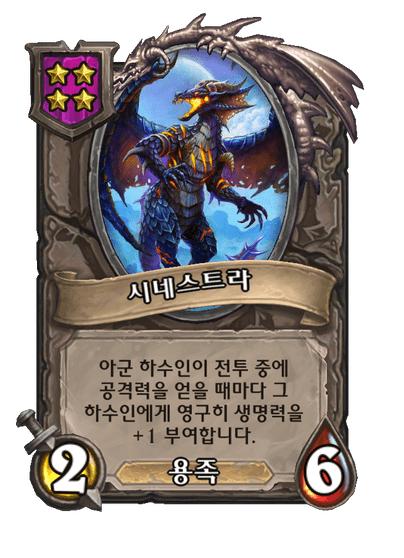 시네스트라
아군 하수인이 전투 중에
공격력을 얻을 때마다 그
하수인에게 영구히 생명력을
+1 부여합니다.
2
용족
6